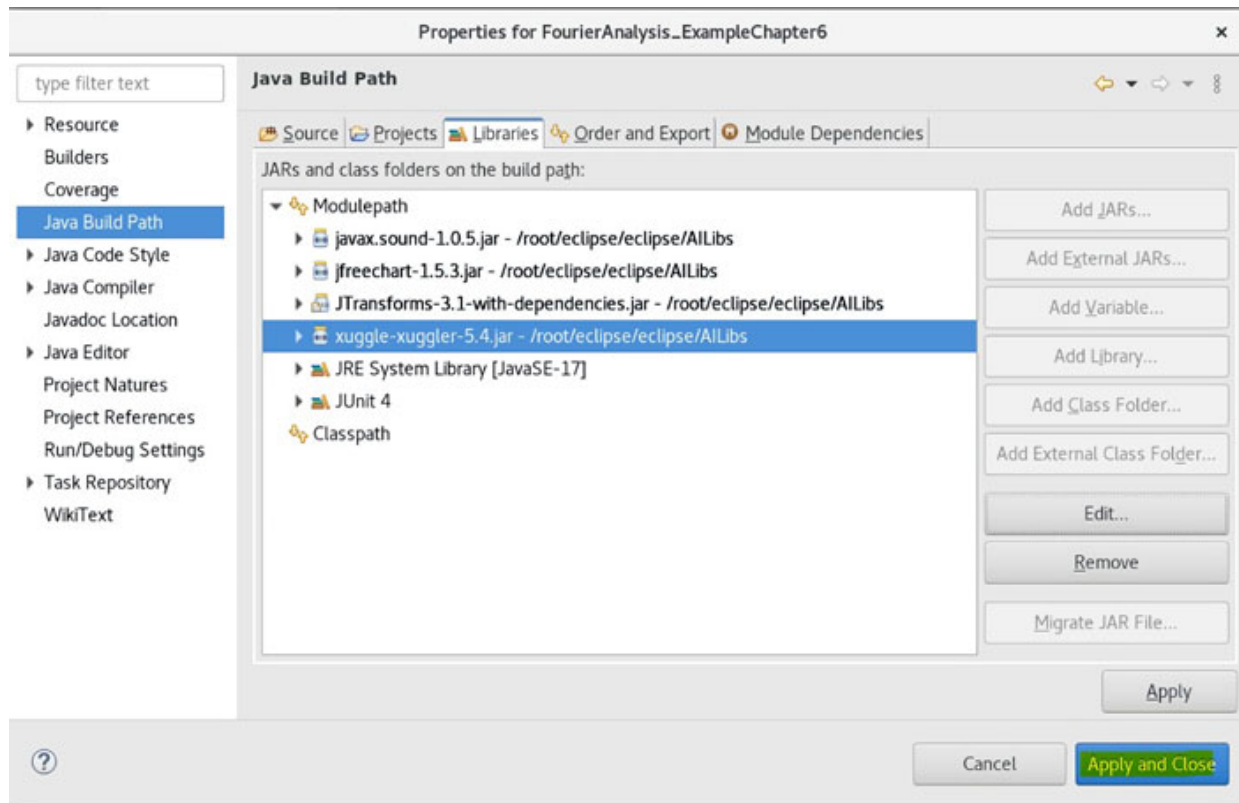 Properties for FourierAnalysis_ExampleChapter6
type filter text
Resource
Builders
Coverage
Java Build Path
Java Code Style
Java Compiler
Javadoc Location
Java Editor
Project Natures
Project References
Run/Debug Settings
Task Repository
WikiText
Java Build Path
Source Projects Libraries Order and Export Module Dependencies
JARs and class folders on the build path:
Modulepath
javax.sound-1.0.5.jar - /root/eclipse/eclipse/AILibs
jfreechart-1.5.3.jar - /root/eclipse/eclipse/AILibs
JTransforms-3.1-with-dependencies.jar - /root/eclipse/eclipse/AILibs
xuggle-xuggler-5.4.jar - /root/eclipse/eclipse/AILibs
JRE System Library [JavaSE-17]
JUnit 4
Classpath
Add JARs...
Add External JARs...
Add Variable...
Add Library...
Add Class Folder...
Add External Class Folder...
Edit...
Remove
Migrate JAR File...
Apply
Cancel
Apply and Close